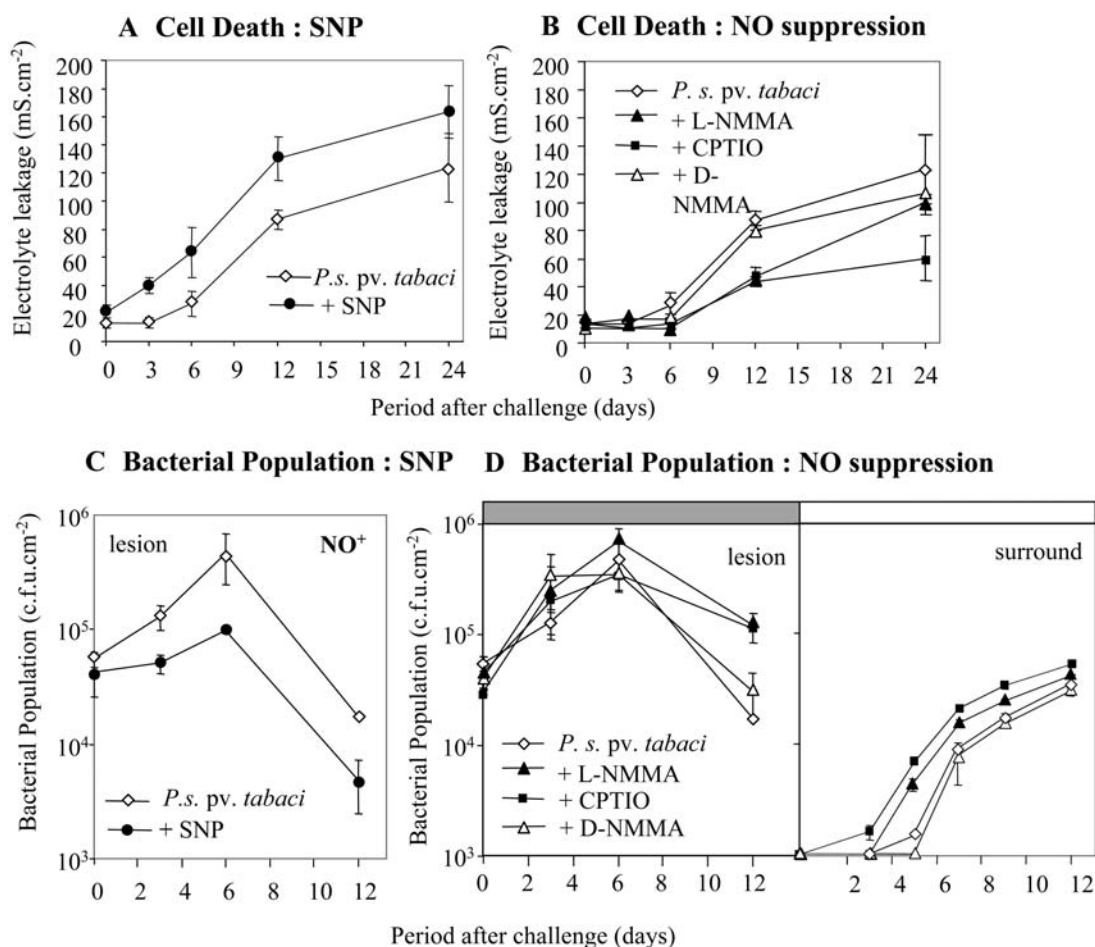 A Cell Death : SNP
B Cell Death : NO suppression
Electrolyte leakage (mS.cm-2)
200
180
160
140
120
100
80
60
40
20
0
P.s. pv. tabaci
+ SNP
0 3 6 9 12 15 18 21 24
Electrolyte leakage (mS.cm-2)
200
180
160
140
120
100
80
60
40
20
0
P. s. pv. tabaci
+ L-NMMA
+ CPTIO
+ D-
NMMA
0 3 6 9 12 15 18 21 24
Period after challenge (days)
C Bacterial Population : SNP
D Bacterial Population : NO suppression
Bacterial Population (c.f.u.cm-2)
10⁶
10⁵
10⁴
10³
lesion NO⁺
P.s. pv. tabaci
+ SNP
0 2 4 6 8 10 12
Bacterial Population (c.f.u.cm-2)
10⁶
10⁵
10⁴
10³
lesion
P. s. pv. tabaci
+ L-NMMA
+ CPTIO
+ D-NMMA
0 2 4 6 8 10 12
surround
2 4 6 8 10 12
Period after challenge (days)